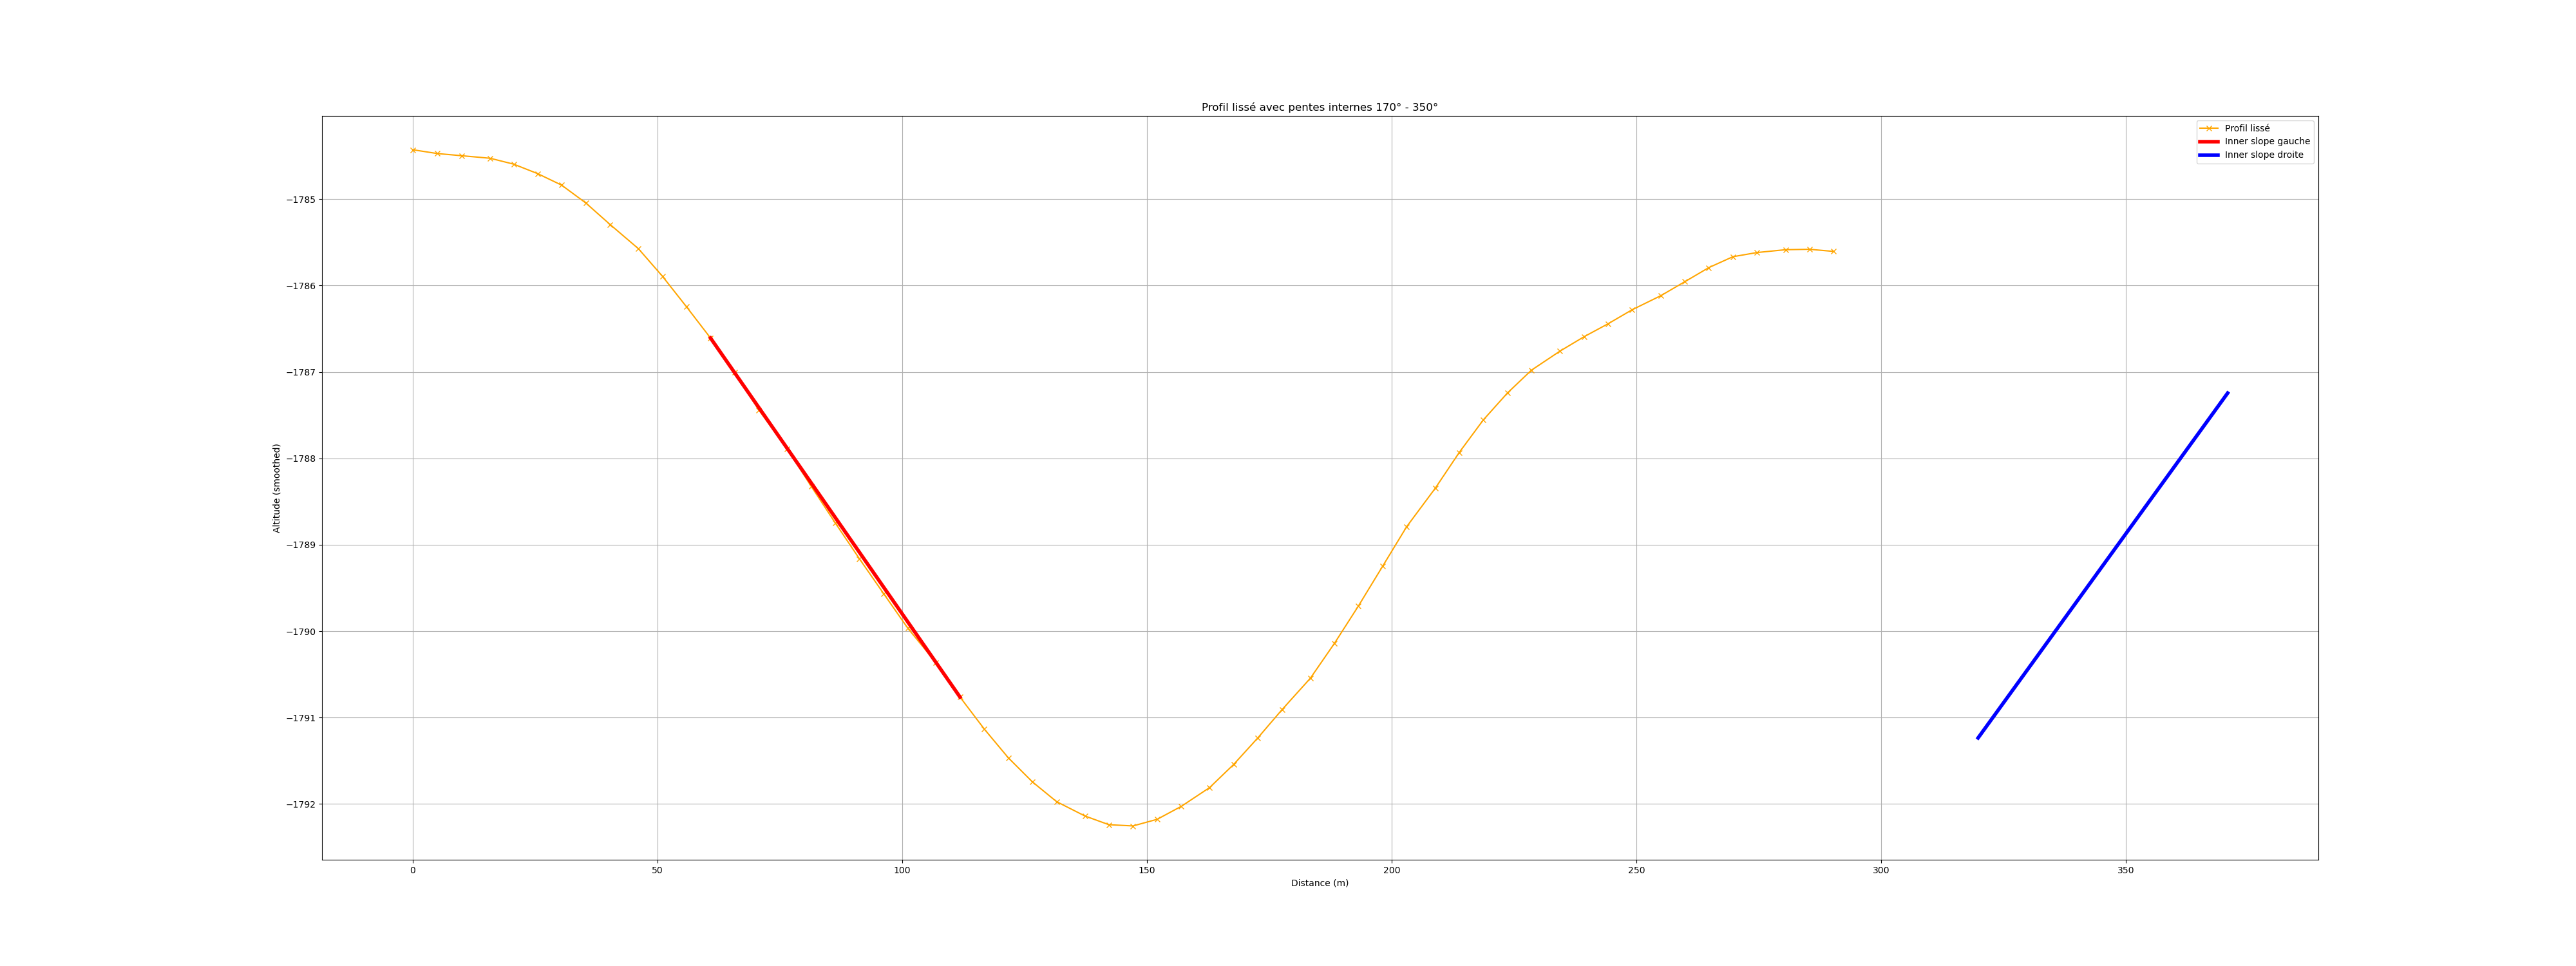 Profil lissé avec pentes internes 170° - 350°
Profil lissé
Inner slope gauche
Inner slope droite
Altitude (smoothed)
−1785
−1786
−1787
−1788
−1789
−1790
−1791
−1792
0 50 100 150 200 250 300 350
Distance (m)